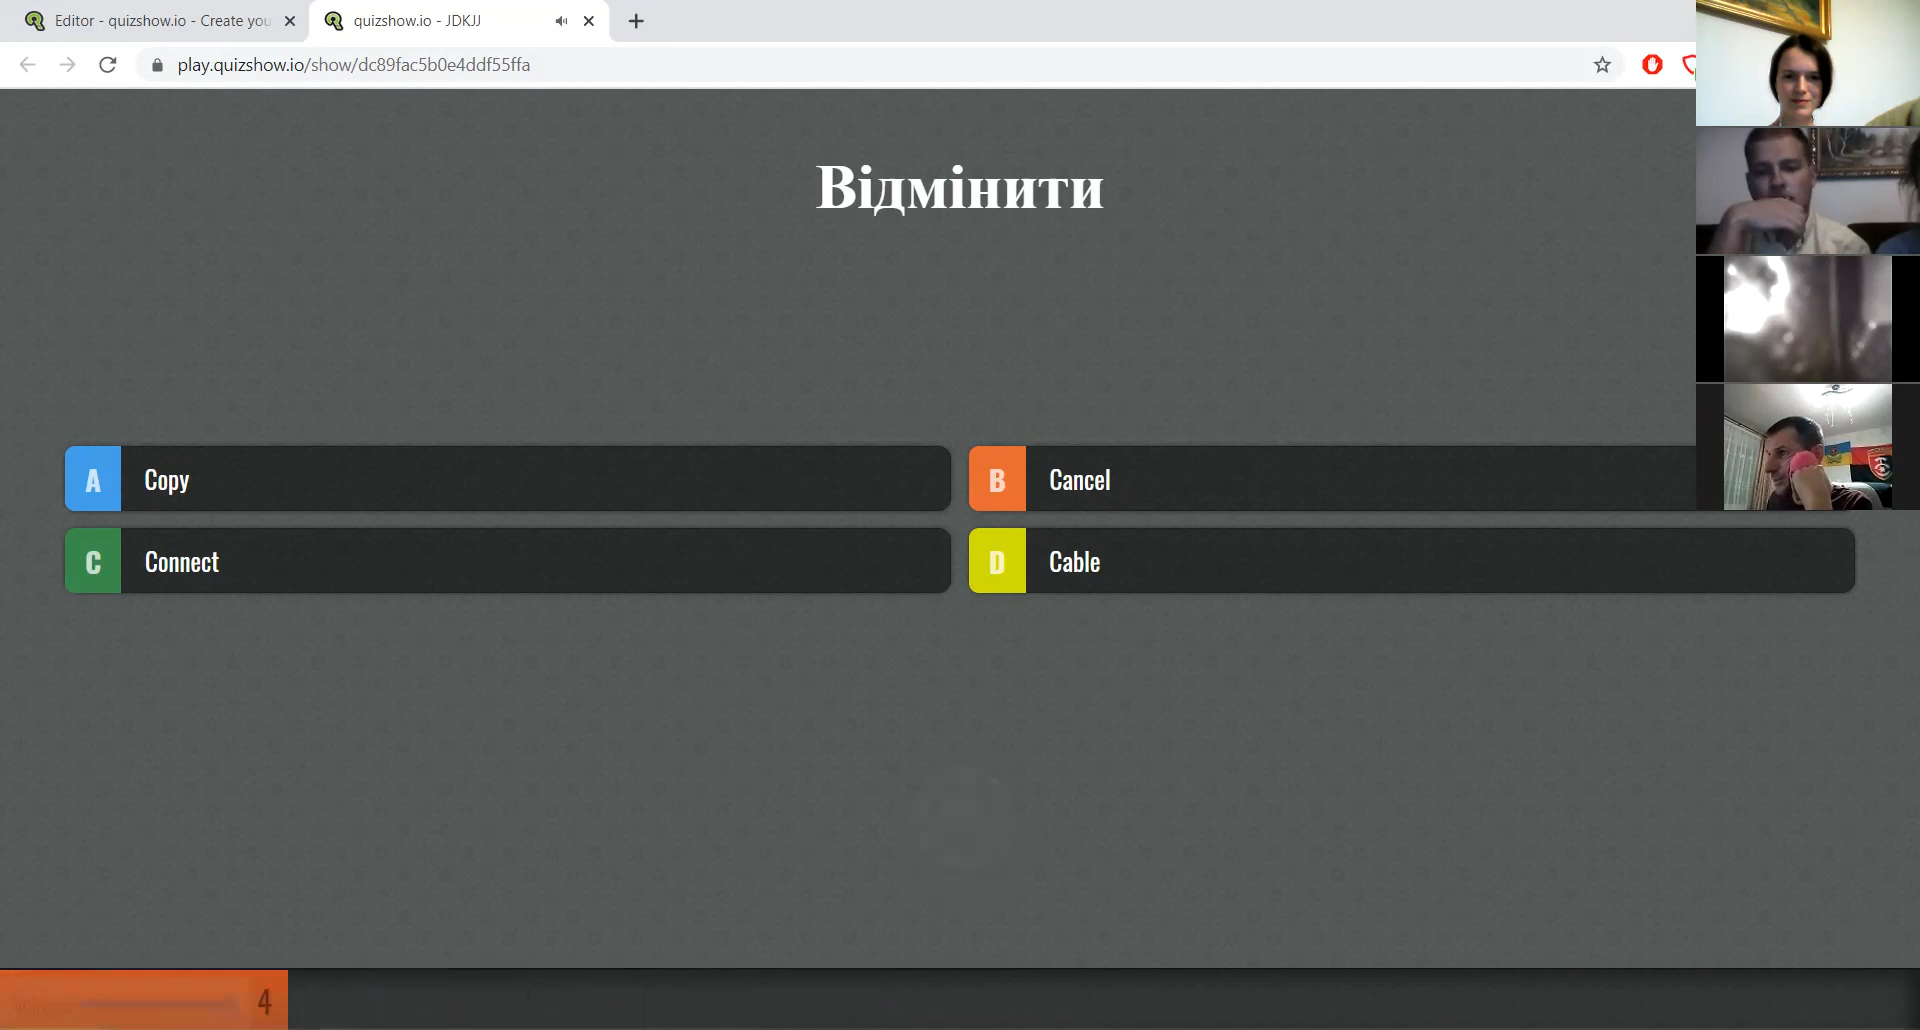 Editor - quizshow.io - Create you
quizshow.io - JDKJJ
play.quizshow.io/show/dc89fac5b0e4ddf55ffa
Відмінити
A Copy
B Cancel
C Connect
D Cable
4